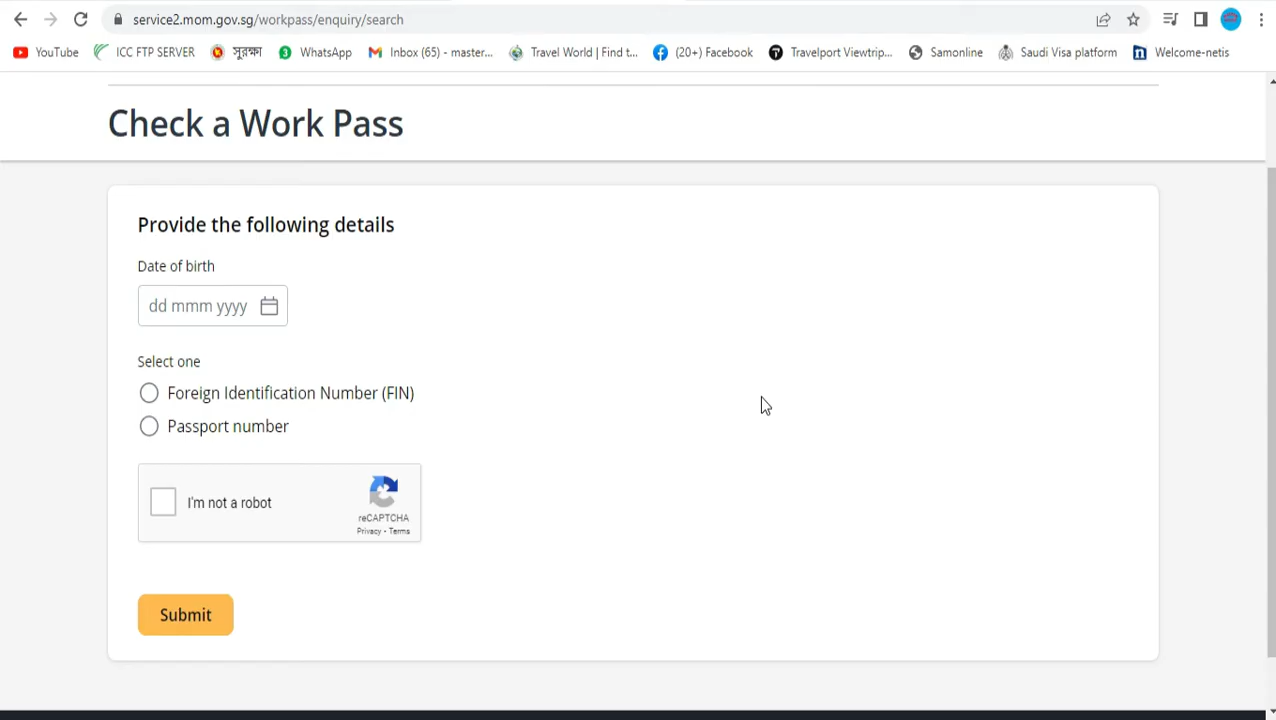 service2.mom.gov.sg/workpass/enquiry/search
YouTube ICC FTP SERVER সুরক্ষা 3 WhatsApp Inbox (65) - master... Travel World | Find t... (20+) Facebook Travelport Viewtrip... Samonline Saudi Visa platform n Welcome-netis
Check a Work Pass
Provide the following details
Date of birth
dd mmm yyyy
Select one
Foreign Identification Number (FIN)
Passport number
I'm not a robot
reCAPTCHA
Privacy - Terms
Submit